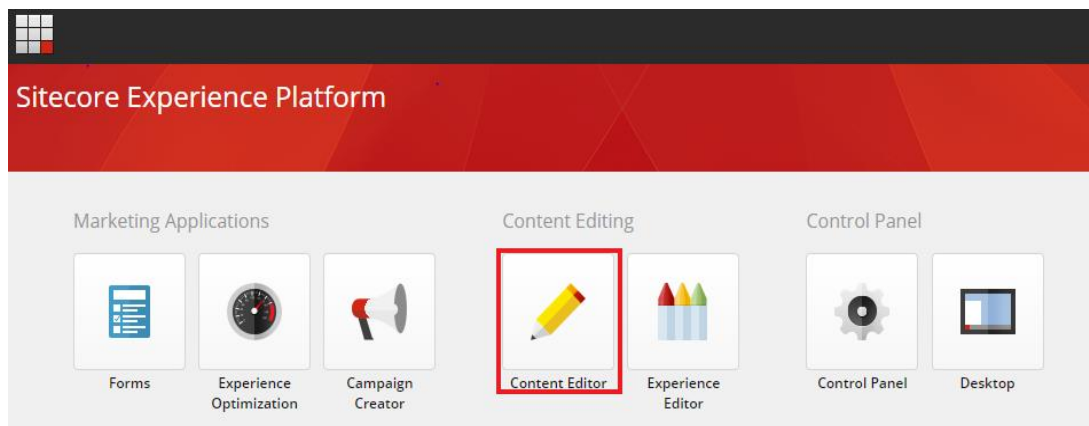 Sitecore Experience Platform
Marketing Applications
Content Editing
Control Panel
Forms
Experience
Optimization
Campaign
Creator
Content Editor
Experience
Editor
Control Panel
Desktop